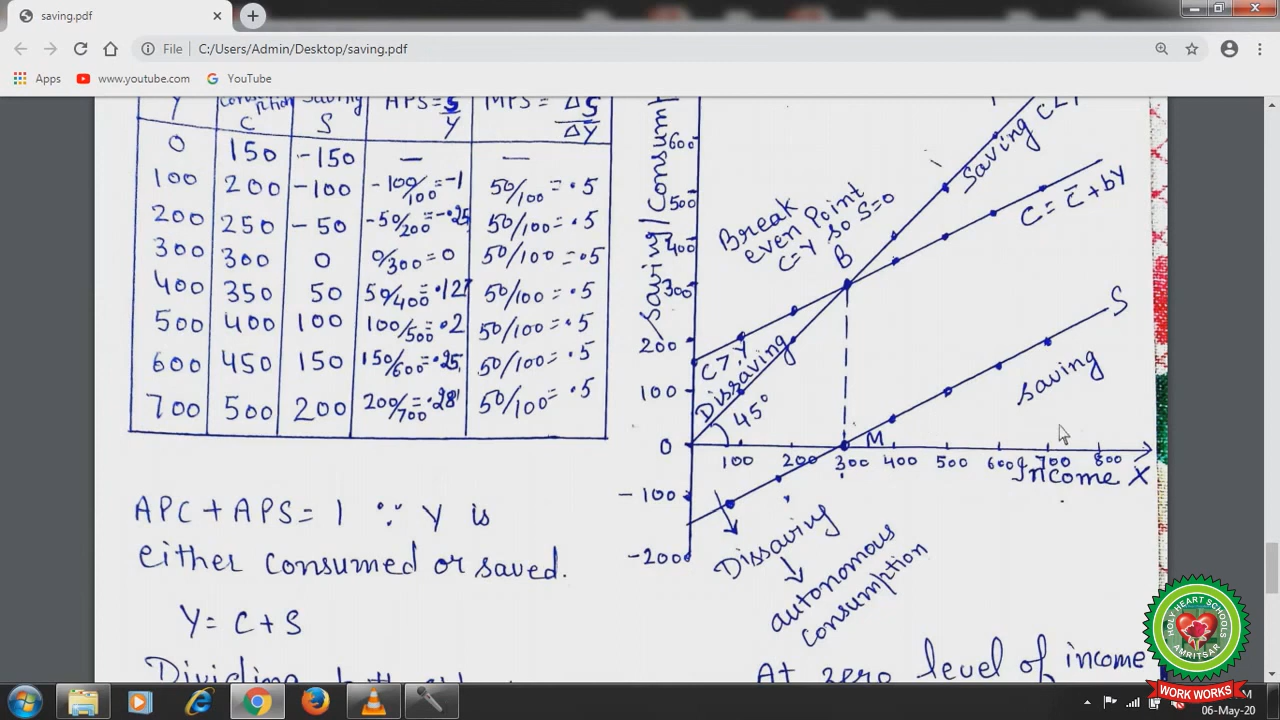 saving.pdf
File C:/Users/Admin/Desktop/saving.pdf
Apps www.youtube.com YouTube
Y C S APS=S/Y MPS = ΔS/ΔY
0 150 -150 — —
100 200 -100 -100/100=-1 50/100=.5
200 250 -50 -50/200=-.25 50/100=.5
300 300 0 0/300=0 50/100=.5
400 350 50 50/400=.12 50/100=.5
500 400 100 100/500=.2 50/100=.5
600 450 150 150/600=.25 50/100=.5
700 500 200 200/700=.28 50/100=.5
APC + APS = 1 ∵ Y is
either consumed or saved.
Y = C + S
Dividing
600
500
400
300
200
100
0
-100
-200
Saving
Break
even Point
C=Y so S=0
B
C = C̄ + bY
C>Y
Dissaving
45°
S
saving
M
100 200 300 400 500 600 700 800
Income X
Dissaving
autonomous
consumption
At zero level of income
HOLY HEART SCHOOLS
AMRITSAR
WORK WORKS
06-May-20